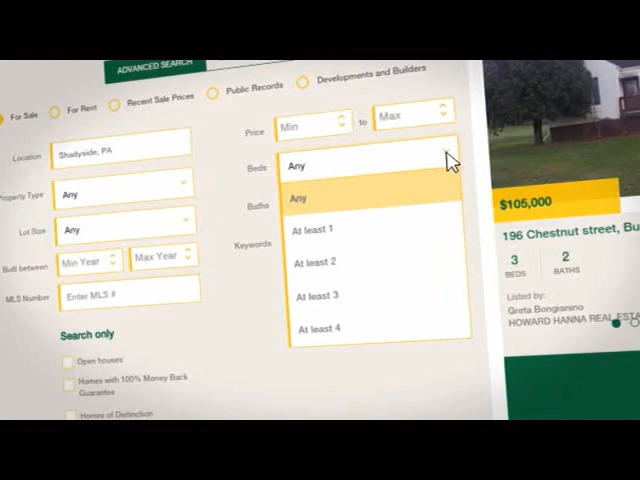 ADVANCED SEARCH
For Sale
For Rent
Recent Sale Prices
Public Records
Developments and Builders
Location
Shadyside, PA
Property Type
Any
Lot Size
Any
Built between
Min Year
Max Year
MLS Number
Enter MLS #
Search only
Open houses
Homes with 100% Money Back
Guarantee
Homes of Distinction
Price
Min
to
Max
Beds
Any
Any
At least 1
At least 2
At least 3
At least 4
Baths
Keywords
$105,000
196 Chestnut street, Bu
3
BEDS
2
BATHS
Listed by:
Greta Bongianino
HOWARD HANNA REAL ESTA